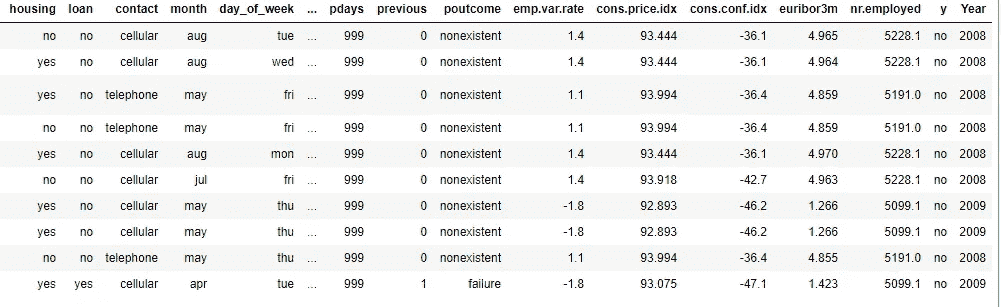 housing loan contact month day_of_week ... pdays previous poutcome emp.var.rate cons.price.idx cons.conf.idx euribor3m nr.employed y Year
no no cellular aug tue ... 999 0 nonexistent 1.4 93.444 -36.1 4.965 5228.1 no 2008
yes no cellular aug wed ... 999 0 nonexistent 1.4 93.444 -36.1 4.964 5228.1 no 2008
yes no telephone may fri ... 999 0 nonexistent 1.1 93.994 -36.4 4.859 5191.0 no 2008
no no telephone may fri ... 999 0 nonexistent 1.1 93.994 -36.4 4.859 5191.0 no 2008
yes no cellular aug mon ... 999 0 nonexistent 1.4 93.444 -36.1 4.970 5228.1 no 2008
no no cellular jul fri ... 999 0 nonexistent 1.4 93.918 -42.7 4.963 5228.1 no 2008
yes no cellular may thu ... 999 0 nonexistent -1.8 92.893 -46.2 1.266 5099.1 no 2009
yes no cellular may thu ... 999 0 nonexistent -1.8 92.893 -46.2 1.266 5099.1 no 2009
no no telephone may thu ... 999 0 nonexistent 1.1 93.994 -36.4 4.855 5191.0 no 2008
yes yes cellular apr tue ... 999 1 failure -1.8 93.075 -47.1 1.423 5099.1 no 2009